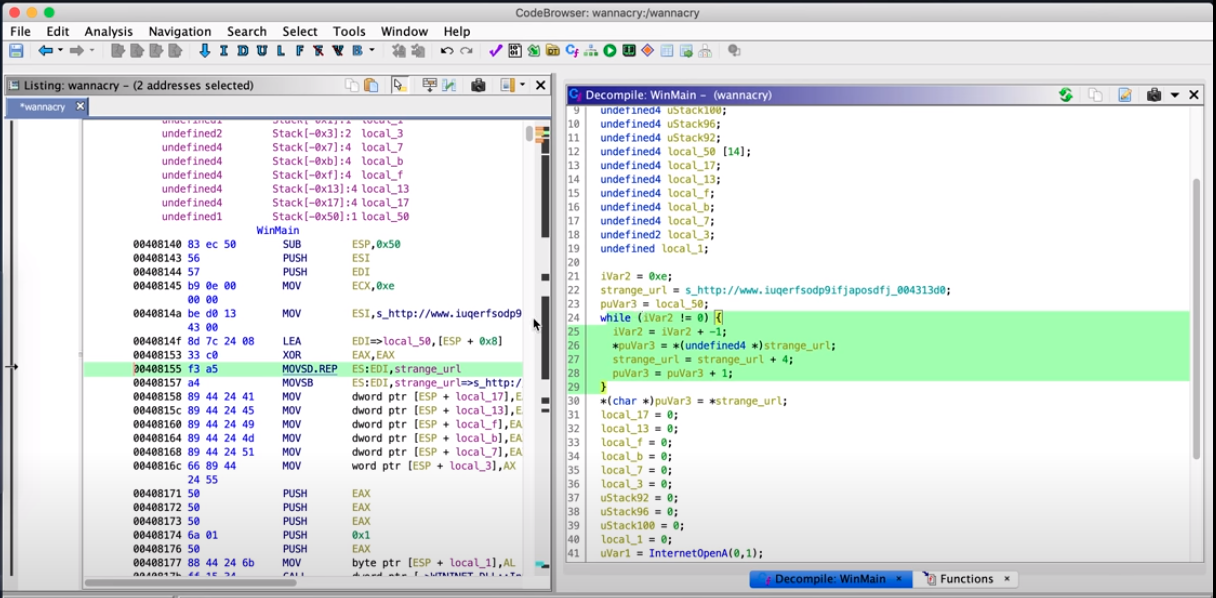 CodeBrowser: wannacry:/wannacry
File Edit Analysis Navigation Search Select Tools Window Help
I D U L F R V B
Listing: wannacry - (2 addresses selected)
*wannacry
undefined2 Stack[-0x3]:2 local_3
undefined4 Stack[-0x7]:4 local_7
undefined4 Stack[-0xb]:4 local_b
undefined4 Stack[-0xf]:4 local_f
undefined4 Stack[-0x13]:4 local_13
undefined4 Stack[-0x17]:4 local_17
undefined1 Stack[-0x50]:1 local_50
WinMain
00408140 83 ec 50 SUB ESP,0x50
00408143 56 PUSH ESI
00408144 57 PUSH EDI
00408145 b9 0e 00 MOV ECX,0xe
00 00
0040814a be d0 13 MOV ESI,s_http://www.iuqerfsodp9
43 00
0040814f 8d 7c 24 08 LEA EDI=>local_50,[ESP + 0x8]
00408153 33 c0 XOR EAX,EAX
00408155 f3 a5 MOVSD.REP ES:EDI,strange_url
00408157 a4 MOVSB ES:EDI,strange_url=>s_http:/
00408158 89 44 24 41 MOV dword ptr [ESP + local_17],E
0040815c 89 44 24 45 MOV dword ptr [ESP + local_13],E
00408160 89 44 24 49 MOV dword ptr [ESP + local_f],EA
00408164 89 44 24 4d MOV dword ptr [ESP + local_b],EA
00408168 89 44 24 51 MOV dword ptr [ESP + local_7],EA
0040816c 66 89 44 MOV word ptr [ESP + local_3],AX
24 55
00408171 50 PUSH EAX
00408172 50 PUSH EAX
00408173 50 PUSH EAX
00408174 6a 01 PUSH 0x1
00408176 50 PUSH EAX
00408177 88 44 24 6b MOV byte ptr [ESP + local_1],AL
Decompile: WinMain - (wannacry)
9 undefined4 uStack100;
10 undefined4 uStack96;
11 undefined4 uStack92;
12 undefined4 local_50 [14];
13 undefined4 local_17;
14 undefined4 local_13;
15 undefined4 local_f;
16 undefined4 local_b;
17 undefined4 local_7;
18 undefined2 local_3;
19 undefined local_1;
20
21 iVar2 = 0xe;
22 strange_url = s_http://www.iuqerfsodp9ifjaposdfj_004313d0;
23 puVar3 = local_50;
24 while (iVar2 != 0) {
25 iVar2 = iVar2 + -1;
26 *puVar3 = *(undefined4 *)strange_url;
27 strange_url = strange_url + 4;
28 puVar3 = puVar3 + 1;
29 }
30 *(char *)puVar3 = *strange_url;
31 local_17 = 0;
32 local_13 = 0;
33 local_f = 0;
34 local_b = 0;
35 local_7 = 0;
36 local_3 = 0;
37 uStack92 = 0;
38 uStack96 = 0;
39 uStack100 = 0;
40 local_1 = 0;
41 uVar1 = InternetOpenA(0,1);
Decompile: WinMain
Functions